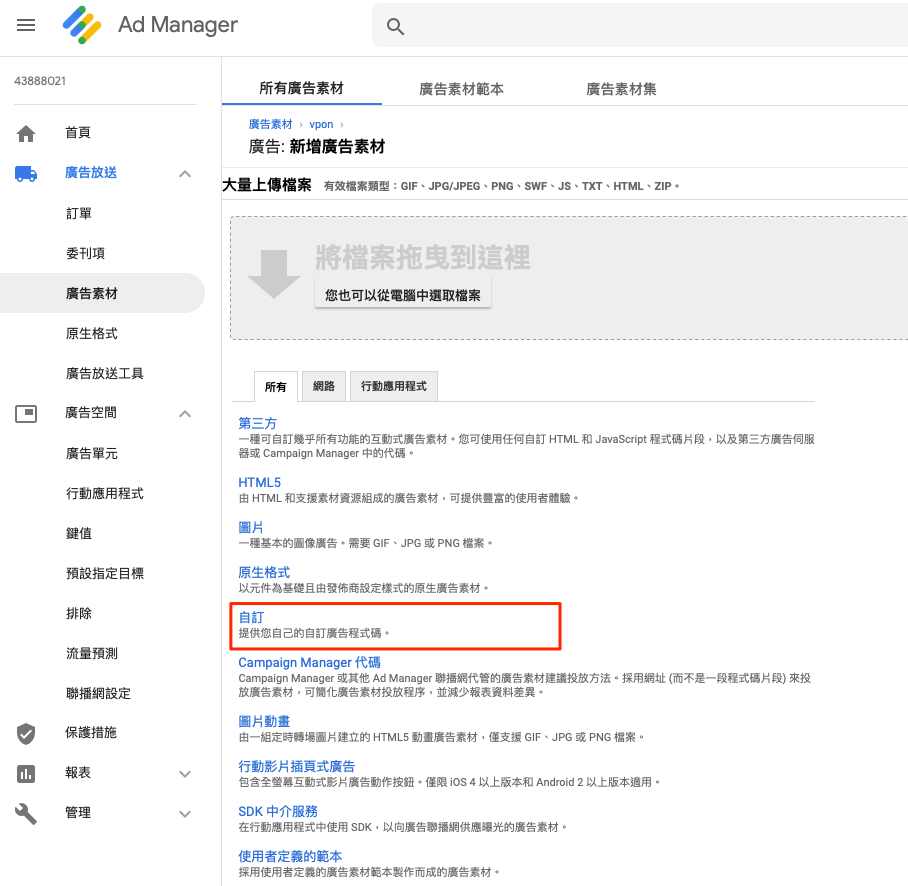 Ad Manager
43888021
首頁
廣告放送
訂單
委刊項
廣告素材
原生格式
廣告放送工具
廣告空間
廣告單元
行動應用程式
鍵值
預設指定目標
排除
流量預測
聯播網設定
保護措施
報表
管理
所有廣告素材 廣告素材範本 廣告素材集
廣告素材 › vpon ›
廣告: 新增廣告素材
大量上傳檔案 有效檔案類型：GIF、JPG/JPEG、PNG、SWF、JS、TXT、HTML、ZIP。
將檔案拖曳到這裡
您也可以從電腦中選取檔案
所有 網路 行動應用程式
第三方
一種可自訂幾乎所有功能的互動式廣告素材。您可使用任何自訂 HTML 和 JavaScript 程式碼片段，以及第三方廣告伺服
器或 Campaign Manager 中的代碼。
HTML5
由 HTML 和支援素材資源組成的廣告素材，可提供豐富的使用者體驗。
圖片
一種基本的圖像廣告。需要 GIF、JPG 或 PNG 檔案。
原生格式
以元件為基礎且由發佈商設定樣式的原生廣告素材。
自訂
提供您自己的自訂廣告程式碼。
Campaign Manager 代碼
Campaign Manager 或其他 Ad Manager 聯播網代管的廣告素材建議投放方法。採用網址 (而不是一段程式碼片段) 來投
放廣告素材，可簡化廣告素材投放程序，並減少報表資料差異。
圖片動畫
由一組定時轉場圖片建立的 HTML5 動畫廣告素材，僅支援 GIF、JPG 或 PNG 檔案。
行動影片插頁式廣告
包含全螢幕互動式影片廣告動作按鈕。僅限 iOS 4 以上版本和 Android 2 以上版本適用。
SDK 中介服務
在行動應用程式中使用 SDK，以向廣告聯播網供應曝光的廣告素材。
使用者定義的範本
採用使用者定義的廣告素材範本製作而成的廣告素材。